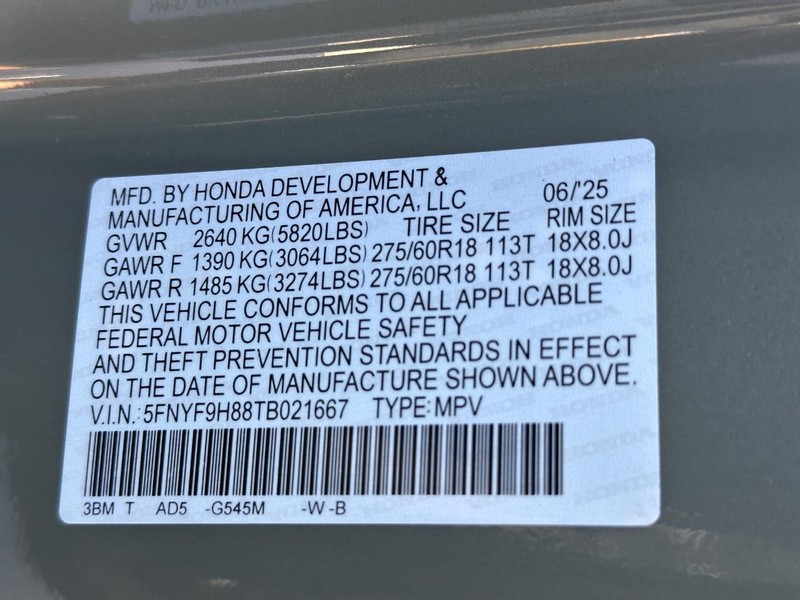 MFD. BY HONDA DEVELOPMENT &
MANUFACTURING OF AMERICA, LLC 06/'25
GVWR 2640 KG(5820LBS) TIRE SIZE RIM SIZE
GAWR F 1390 KG(3064LBS) 275/60R18 113T 18X8.0J
GAWR R 1485 KG(3274LBS) 275/60R18 113T 18X8.0J
THIS VEHICLE CONFORMS TO ALL APPLICABLE
FEDERAL MOTOR VEHICLE SAFETY
AND THEFT PREVENTION STANDARDS IN EFFECT
ON THE DATE OF MANUFACTURE SHOWN ABOVE.
V.I.N.: 5FNYF9H88TB021667 TYPE: MPV
3BM T AD5 -G545M -W -B